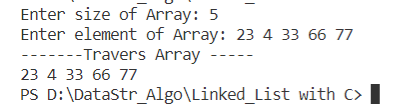 Enter size of Array: 5
Enter element of Array: 23 4 33 66 77
-------Travers Array -----
23 4 33 66 77
PS D:\DataStr_Algo\Linked_List with C>